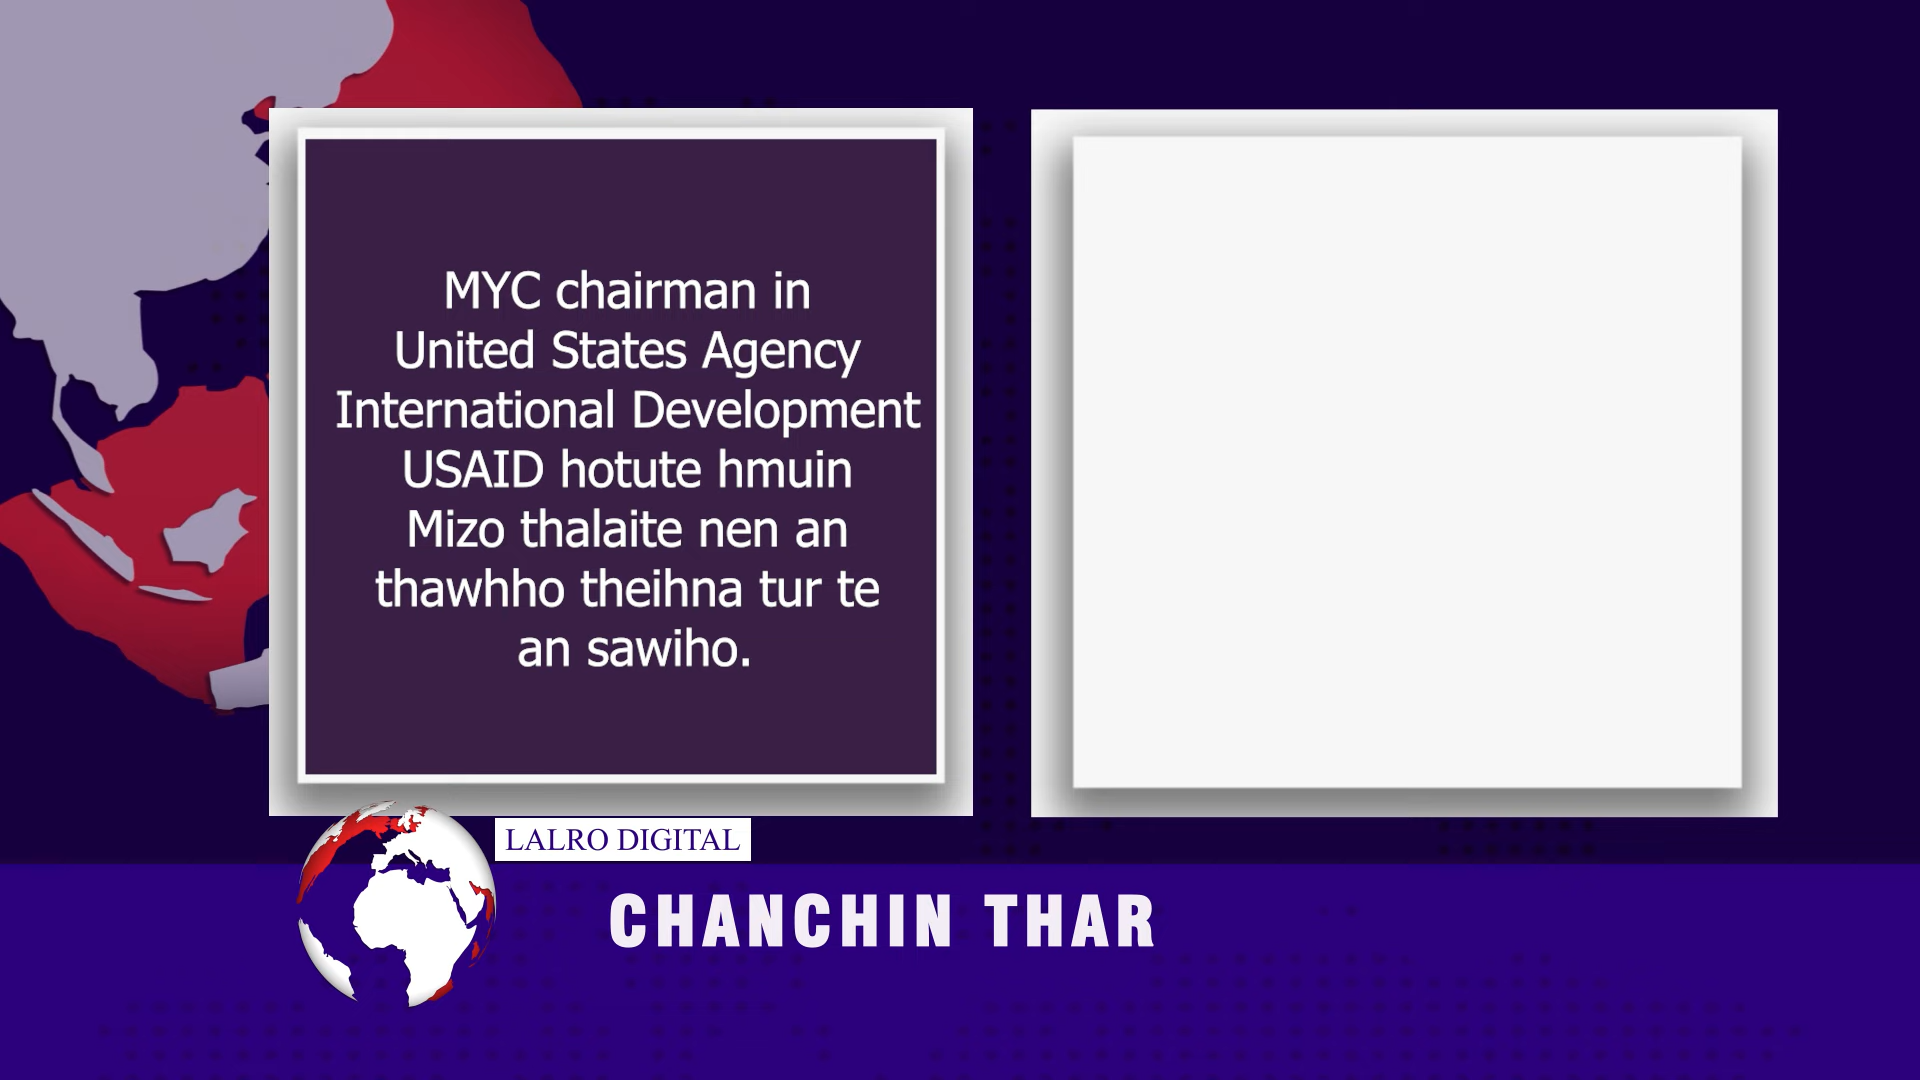 MYC chairman in
United States Agency
International Development
USAID hotute hmuin
Mizo thalaite nen an
thawhho theihna tur te
an sawiho.
LALRO DIGITAL
CHANCHIN THAR